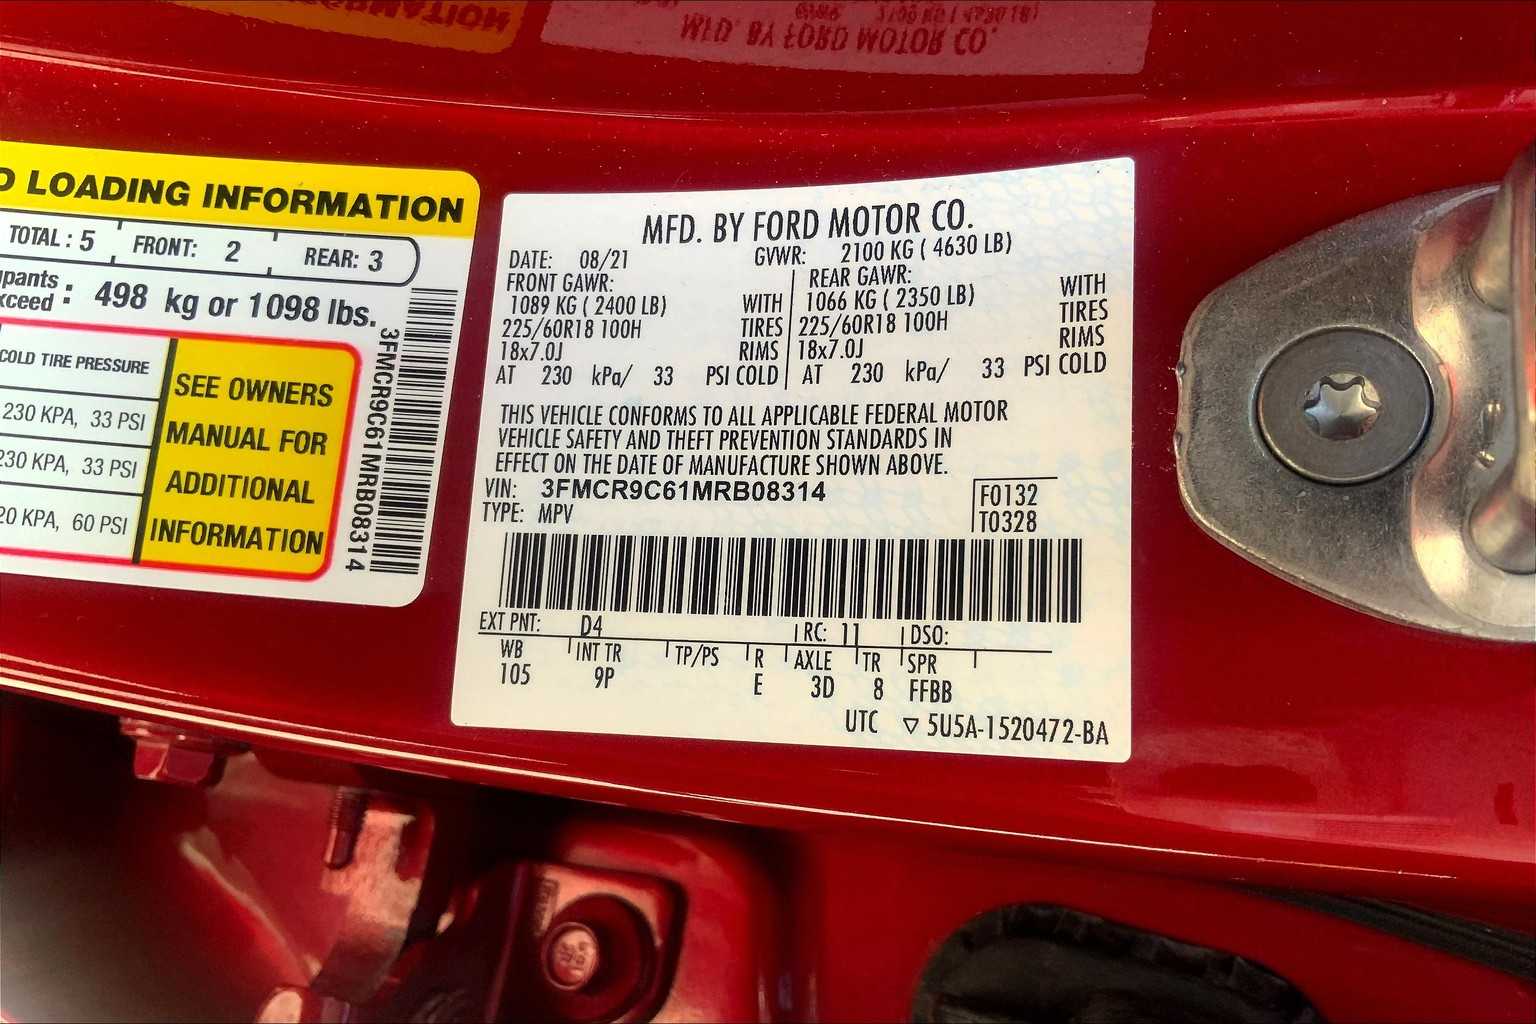 D LOADING INFORMATION
TOTAL : 5 FRONT: 2 REAR: 3
upants
xceed : 498 kg or 1098 lbs.
COLD TIRE PRESSURE
230 KPA, 33 PSI
230 KPA, 33 PSI
20 KPA, 60 PSI
SEE OWNERS
MANUAL FOR
ADDITIONAL
INFORMATION
3FMCR9C61MRB08314
MFD. BY FORD MOTOR CO.
DATE: 08/21 GVWR: 2100 KG ( 4630 LB)
FRONT GAWR: REAR GAWR:
1089 KG ( 2400 LB) WITH 1066 KG ( 2350 LB) WITH
225/60R18 100H TIRES 225/60R18 100H TIRES
18x7.0J RIMS 18x7.0J RIMS
AT 230 kPa/ 33 PSI COLD AT 230 kPa/ 33 PSI COLD
THIS VEHICLE CONFORMS TO ALL APPLICABLE FEDERAL MOTOR
VEHICLE SAFETY AND THEFT PREVENTION STANDARDS IN
EFFECT ON THE DATE OF MANUFACTURE SHOWN ABOVE.
VIN: 3FMCR9C61MRB08314 F0132
TYPE: MPV T0328
EXT PNT: D4 RC: 11 DSO:
WB INT TR TP/PS R AXLE TR SPR
105 9P E 3D 8 FFBB
UTC ▽ 5U5A-1520472-BA